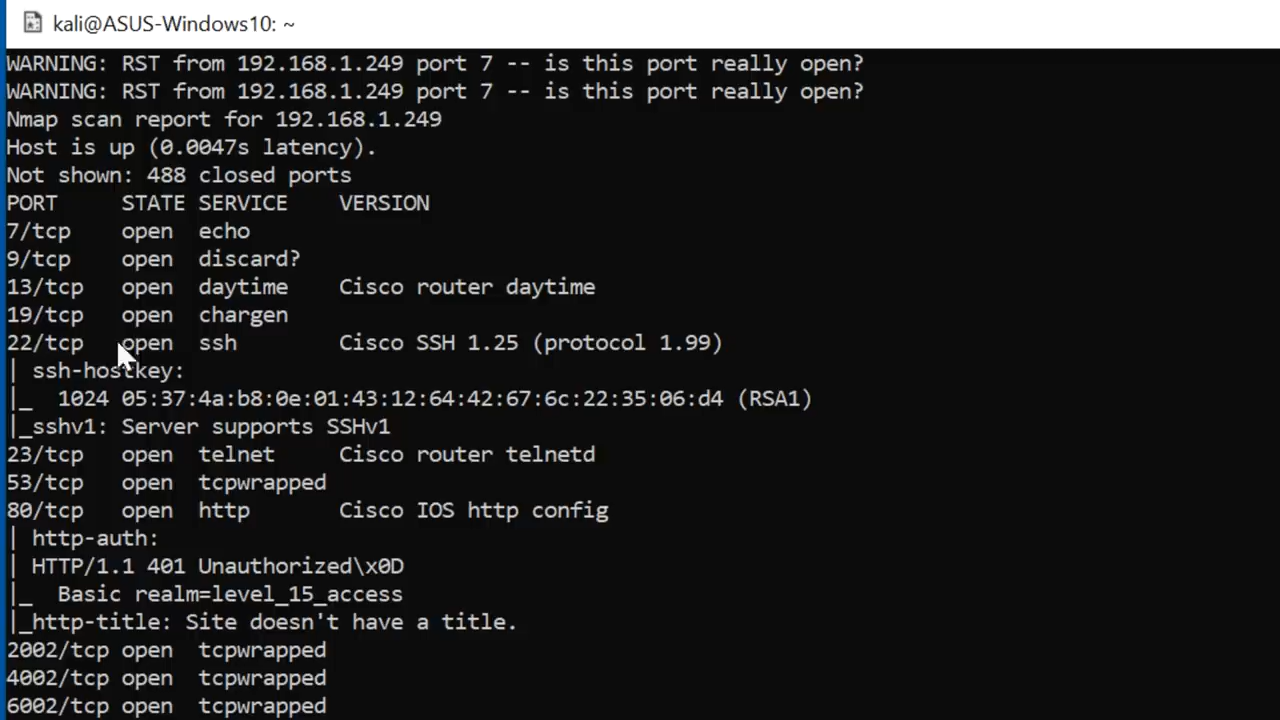 kali@ASUS-Windows10: ~
WARNING: RST from 192.168.1.249 port 7 -- is this port really open?
WARNING: RST from 192.168.1.249 port 7 -- is this port really open?
Nmap scan report for 192.168.1.249
Host is up (0.0047s latency).
Not shown: 488 closed ports
PORT     STATE SERVICE    VERSION
7/tcp    open  echo
9/tcp    open  discard?
13/tcp   open  daytime    Cisco router daytime
19/tcp   open  chargen
22/tcp   open  ssh        Cisco SSH 1.25 (protocol 1.99)
| ssh-hostkey:
|_  1024 05:37:4a:b8:0e:01:43:12:64:42:67:6c:22:35:06:d4 (RSA1)
|_sshv1: Server supports SSHv1
23/tcp   open  telnet     Cisco router telnetd
53/tcp   open  tcpwrapped
80/tcp   open  http       Cisco IOS http config
| http-auth:
| HTTP/1.1 401 Unauthorized\x0D
|_  Basic realm=level_15_access
|_http-title: Site doesn't have a title.
2002/tcp open  tcpwrapped
4002/tcp open  tcpwrapped
6002/tcp open  tcpwrapped